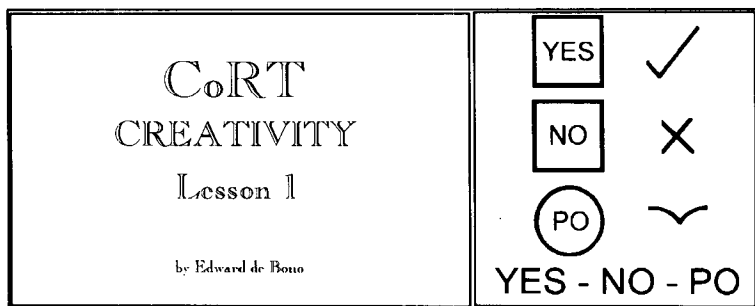 CoRT
CREATIVITY
Lesson 1
by Edward de Bono
YES
NO
PO
YES - NO - PO